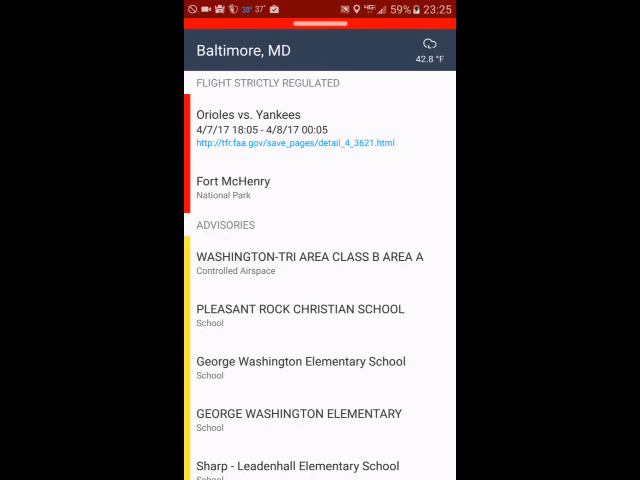 38° 37° 59% 23:25
Baltimore, MD
42.8 °F
FLIGHT STRICTLY REGULATED
Orioles vs. Yankees
4/7/17 18:05 - 4/8/17 00:05
http://tfr.faa.gov/save_pages/detail_4_3621.html
Fort McHenry
National Park
ADVISORIES
WASHINGTON-TRI AREA CLASS B AREA A
Controlled Airspace
PLEASANT ROCK CHRISTIAN SCHOOL
School
George Washington Elementary School
School
GEORGE WASHINGTON ELEMENTARY
School
Sharp - Leadenhall Elementary School
School